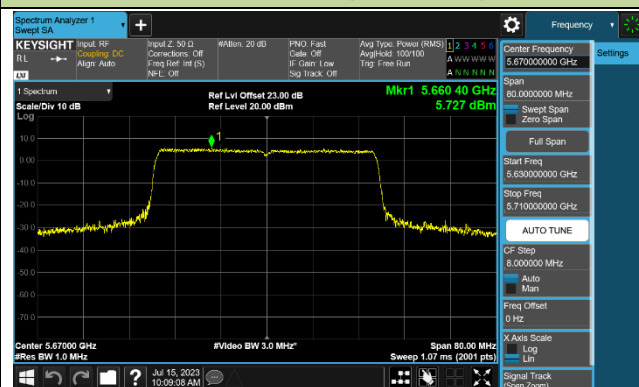 Spectrum Analyzer 1
Swept SA
+
Frequency
KEYSIGHT
RL
LXI
Input: RF
Coupling: DC
Align: Auto
Input Z: 50 Ω
Corrections: Off
Freq Ref: Int (S)
NFE: Off
#Atten: 20 dB
PNO: Fast
Gate: Off
IF Gain: Low
Sig Track: Off
Avg Type: Power (RMS)
Avg|Hold: 100/100
Trig: Free Run
1 2 3 4 5 6
A W W W W W
A N N N N N
1 Spectrum
Scale/Div 10 dB
Log
Ref Lvl Offset 23.00 dB
Ref Level 20.00 dBm
Mkr1 5.660 40 GHz
5.727 dBm
1
10.0
0.00
-10.0
-20.0
-30.0
-40.0
-50.0
-60.0
-70.0
Center 5.67000 GHz
#Res BW 1.0 MHz
#Video BW 3.0 MHz*
Span 80.00 MHz
Sweep 1.07 ms (2001 pts)
Center Frequency
5.670000000 GHz
Span
80.0000000 MHz
Swept Span
Zero Span
Full Span
Start Freq
5.630000000 GHz
Stop Freq
5.710000000 GHz
AUTO TUNE
CF Step
8.000000 MHz
Auto
Man
Freq Offset
0 Hz
X Axis Scale
Log
Lin
Signal Track
(Span Zoom)
Settings
?
Jul 15, 2023
10:09:08 AM